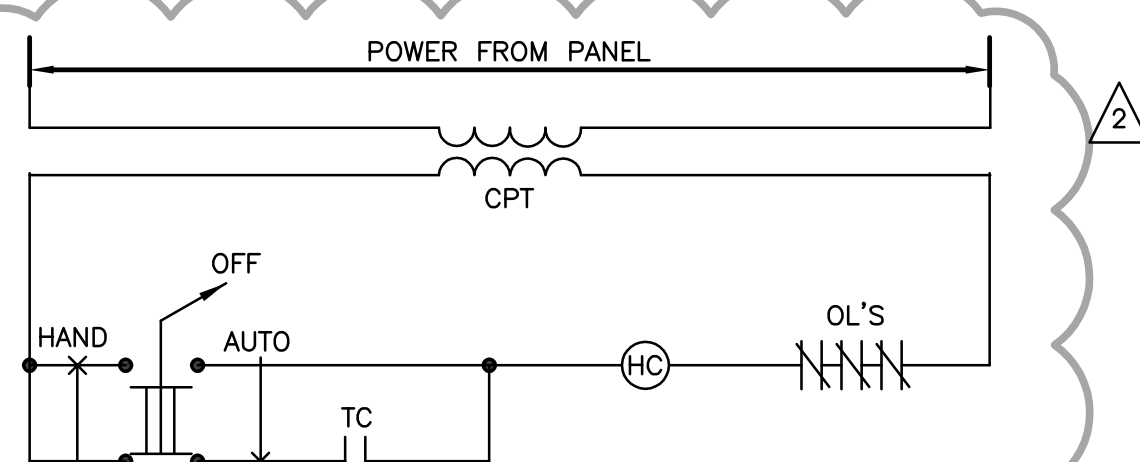 POWER FROM PANEL
2
CPT
OFF
OL'S
HAND
AUTO
HC
TC